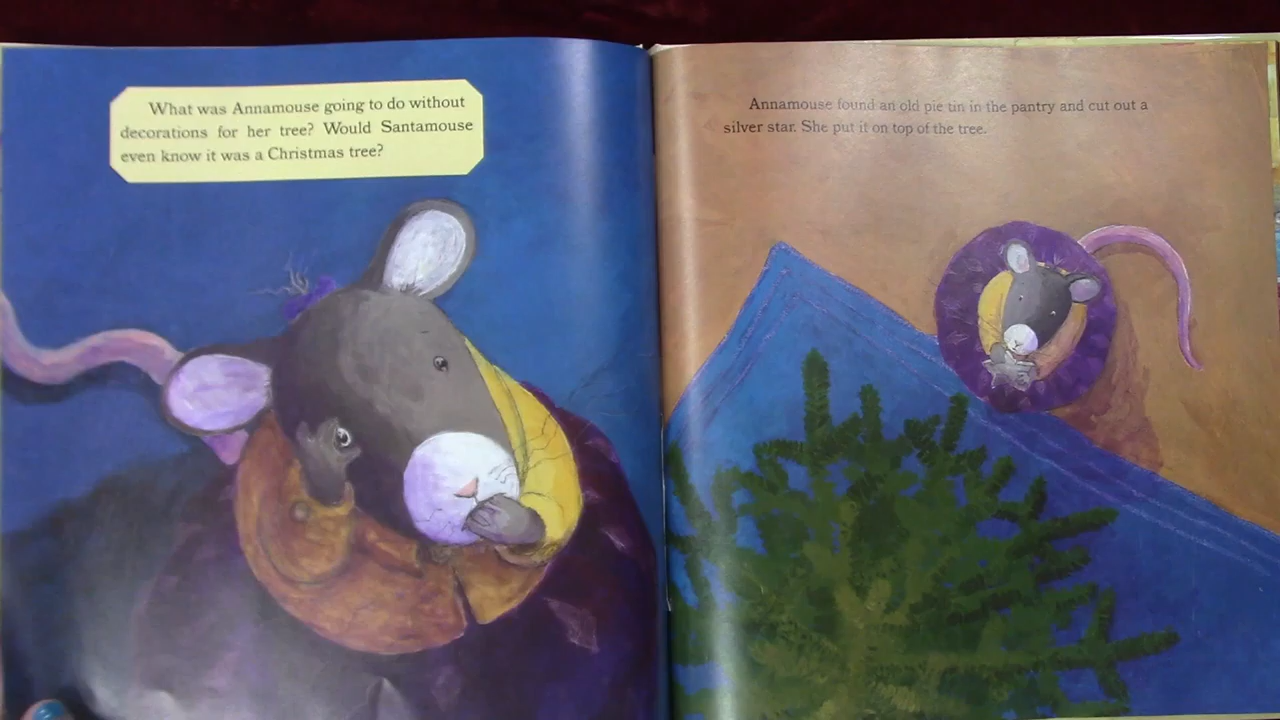 What was Annamouse going to do without
decorations for her tree? Would Santamouse
even know it was a Christmas tree?
Annamouse found an old pie tin in the pantry and cut out a
silver star. She put it on top of the tree.